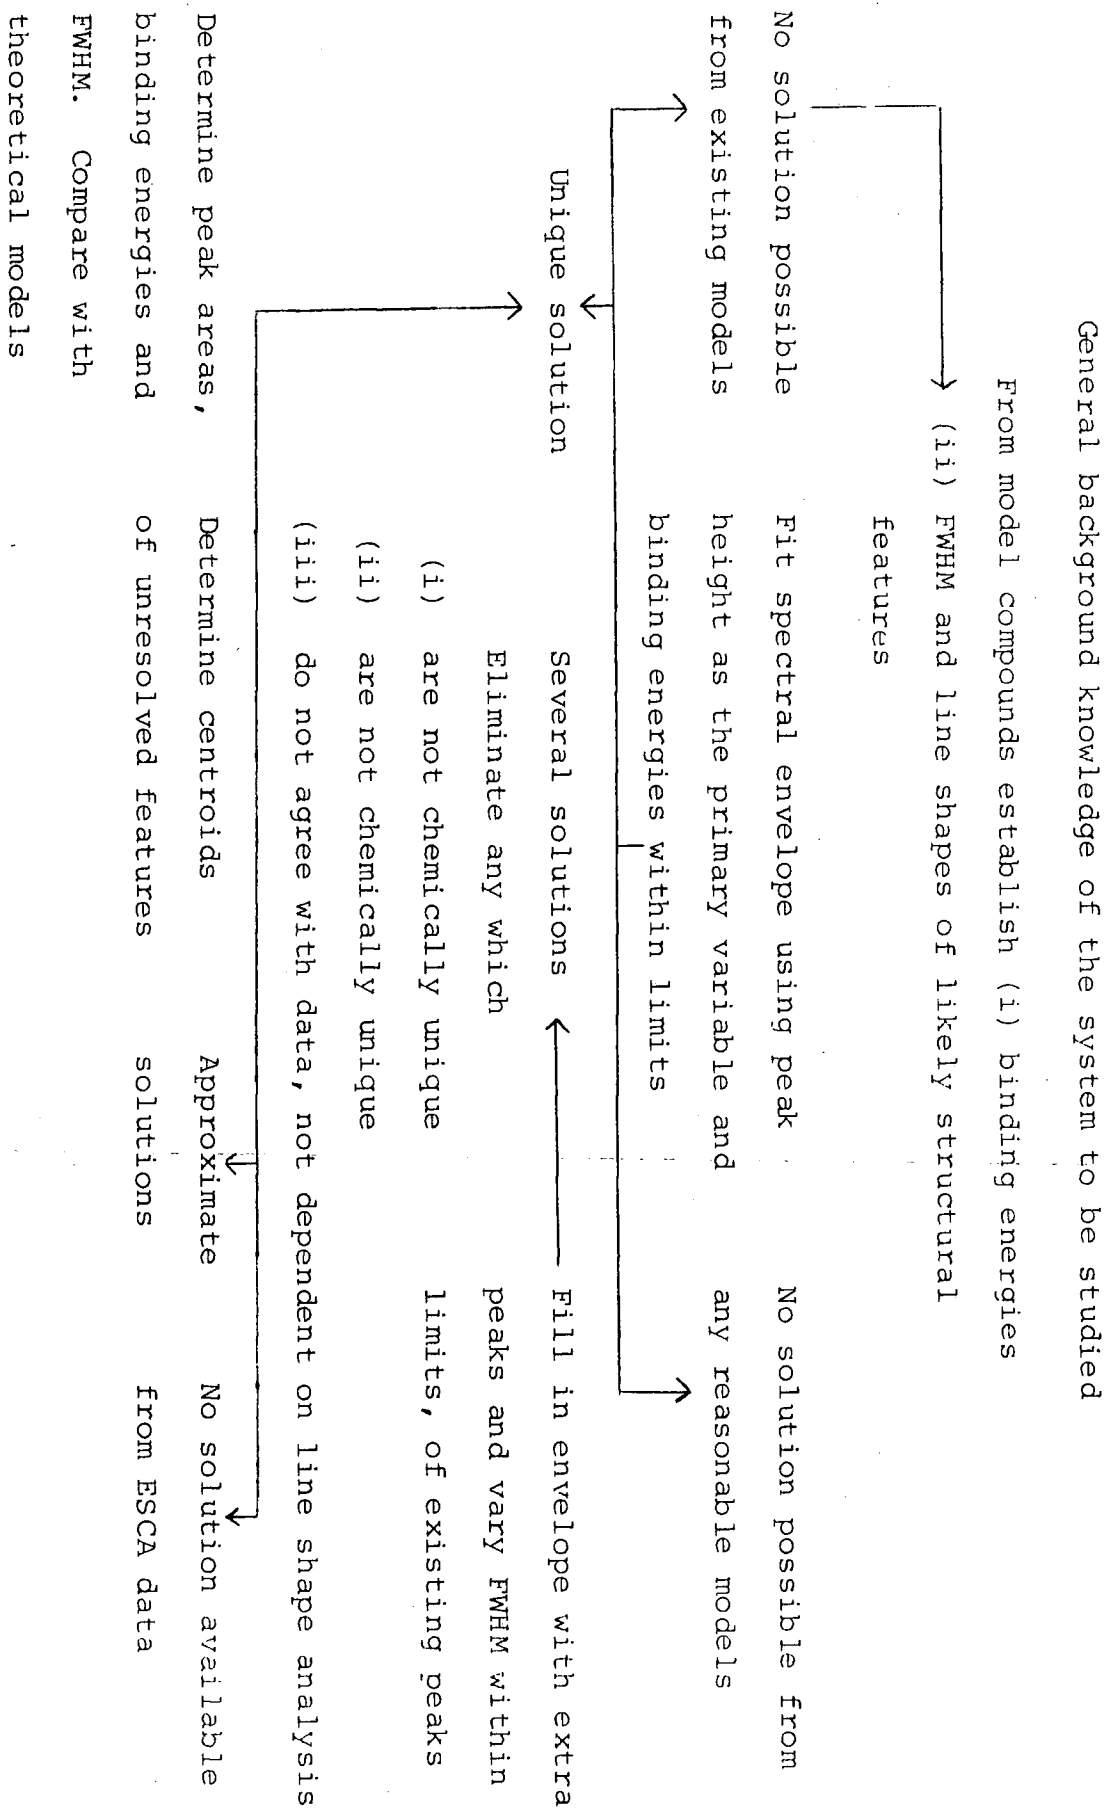 General background knowledge of the system to be studied
From model compounds establish (i) binding energies
(ii) FWHM and line shapes of likely structural
features
No solution possible
from existing models
Fit spectral envelope using peak
height as the primary variable and
binding energies within limits
No solution possible from
any reasonable models
Unique solution
Several solutions
Eliminate any which
(i) are not chemically unique
(ii) are not chemically unique
(iii) do not agree with data, not dependent on line shape analysis
Fill in envelope with extra
peaks and vary FWHM within
limits, of existing peaks
Determine peak areas,
binding energies and
FWHM. Compare with
theoretical models
Determine centroids
of unresolved features
Approximate
solutions
No solution available
from ESCA data